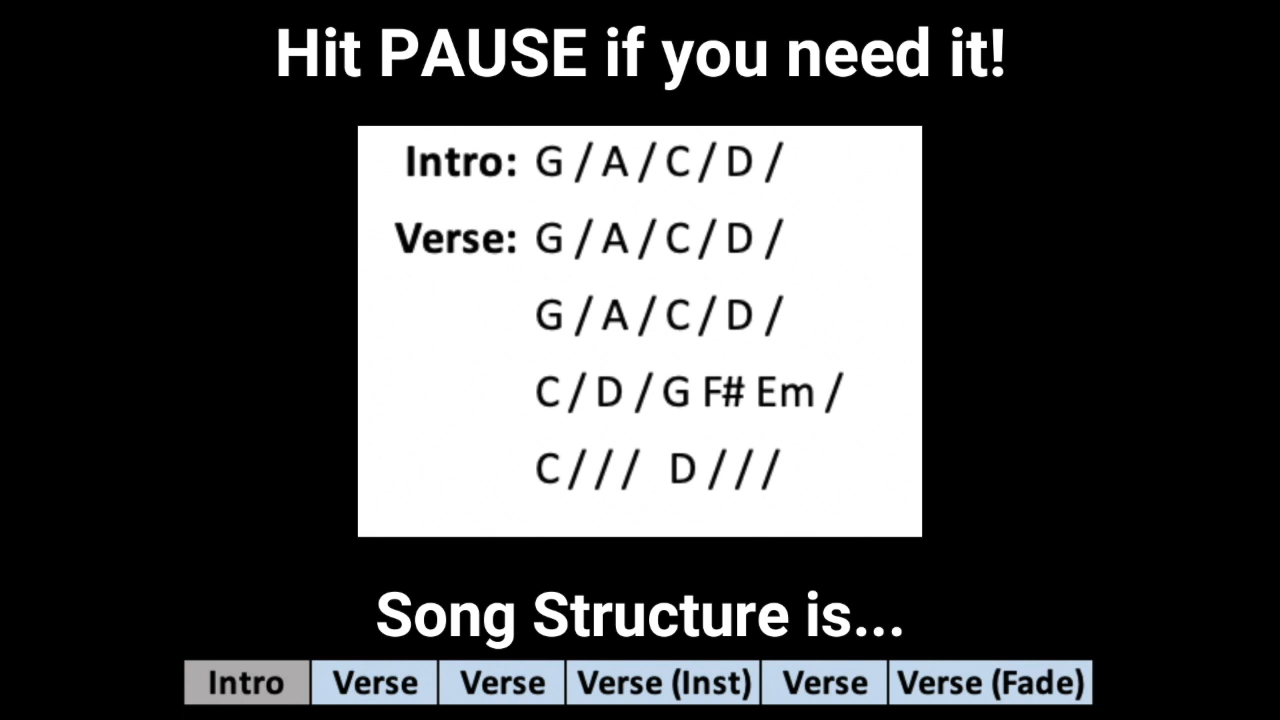 Hit PAUSE if you need it!
Intro: G / A / C / D /
Verse: G / A / C / D /
G / A / C / D /
C / D / G F# Em /
C / / / D / / /
Song Structure is...
Intro Verse Verse Verse (Inst) Verse Verse (Fade)